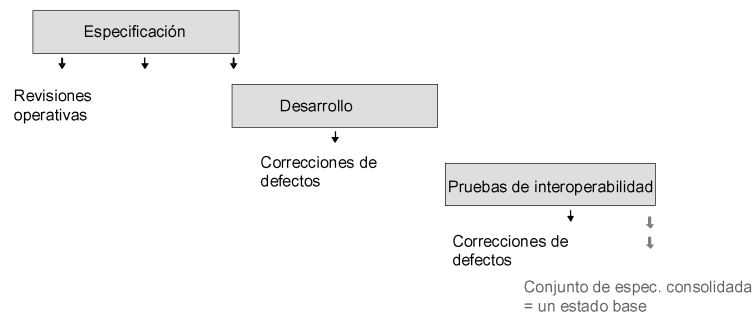 Especificación
Revisiones
operativas
Desarrollo
Correcciones de
defectos
Pruebas de interoperabilidad
Correcciones de
defectos
Conjunto de espec. consolidada
= un estado base